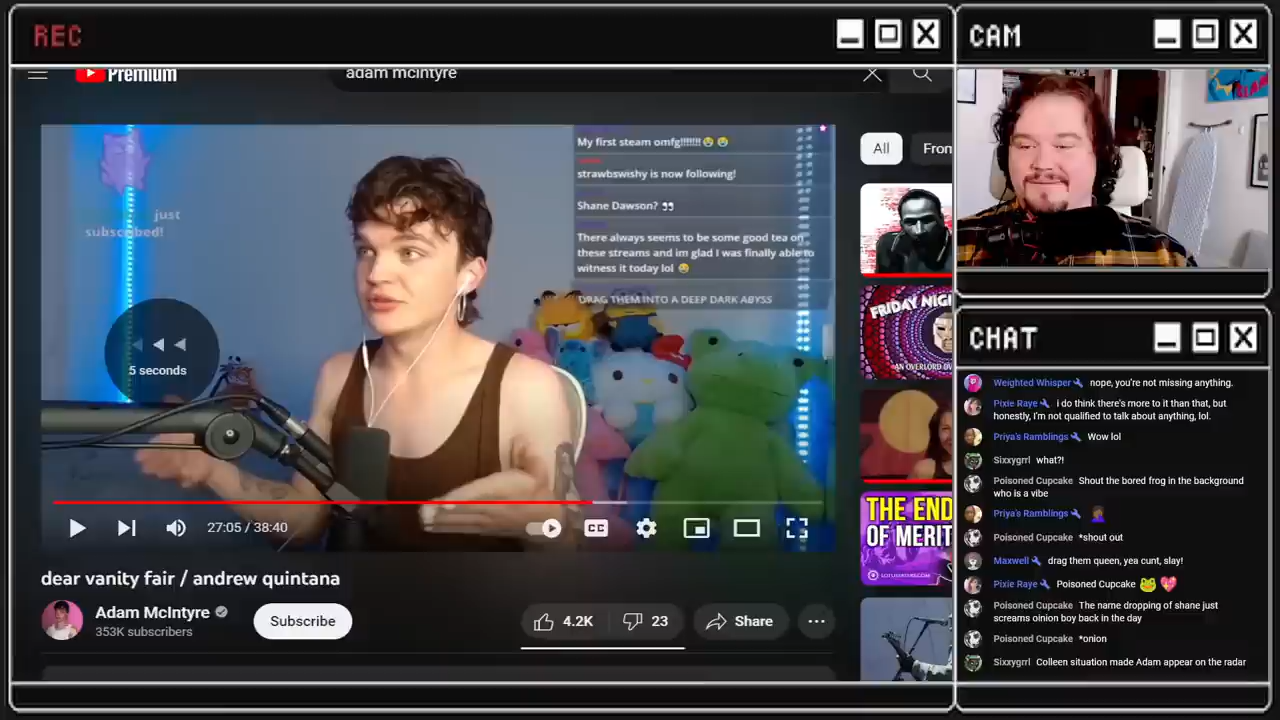 REC
Premium
adam mcintyre
just
subscribed!
My first steam omfg!!!!!!! 😭 😭
strawbswishy is now following!
Shane Dawson? 👀
There always seems to be some good tea on
these streams and im glad I was finally able to
witness it today lol 😭
DRAG THEM INTO A DEEP DARK ABYSS
5 seconds
27:05 / 38:40
CC
dear vanity fair / andrew quintana
Adam McIntyre
353K subscribers
Subscribe
4.2K
23
Share
All
From
FRIDAY NIG
AN OVERLORD
THE END
OF MERIT
LOTUSEATERS.COM
CAM
CHAT
Weighted Whisper nope, you're not missing anything.
Pixie Raye i do think there's more to it than that, but
honestly, I'm not qualified to talk about anything, lol.
Priya's Ramblings Wow lol
Sixxygrrl what?!
Poisoned Cupcake Shout the bored frog in the background
who is a vibe
Priya's Ramblings 🤦🏾‍♀️
Poisoned Cupcake *shout out
Maxwell drag them queen, yea cunt, slay!
Pixie Raye Poisoned Cupcake 🐸 💖
Poisoned Cupcake The name dropping of shane just
screams oinion boy back in the day
Poisoned Cupcake *onion
Sixxygrrl Colleen situation made Adam appear on the radar